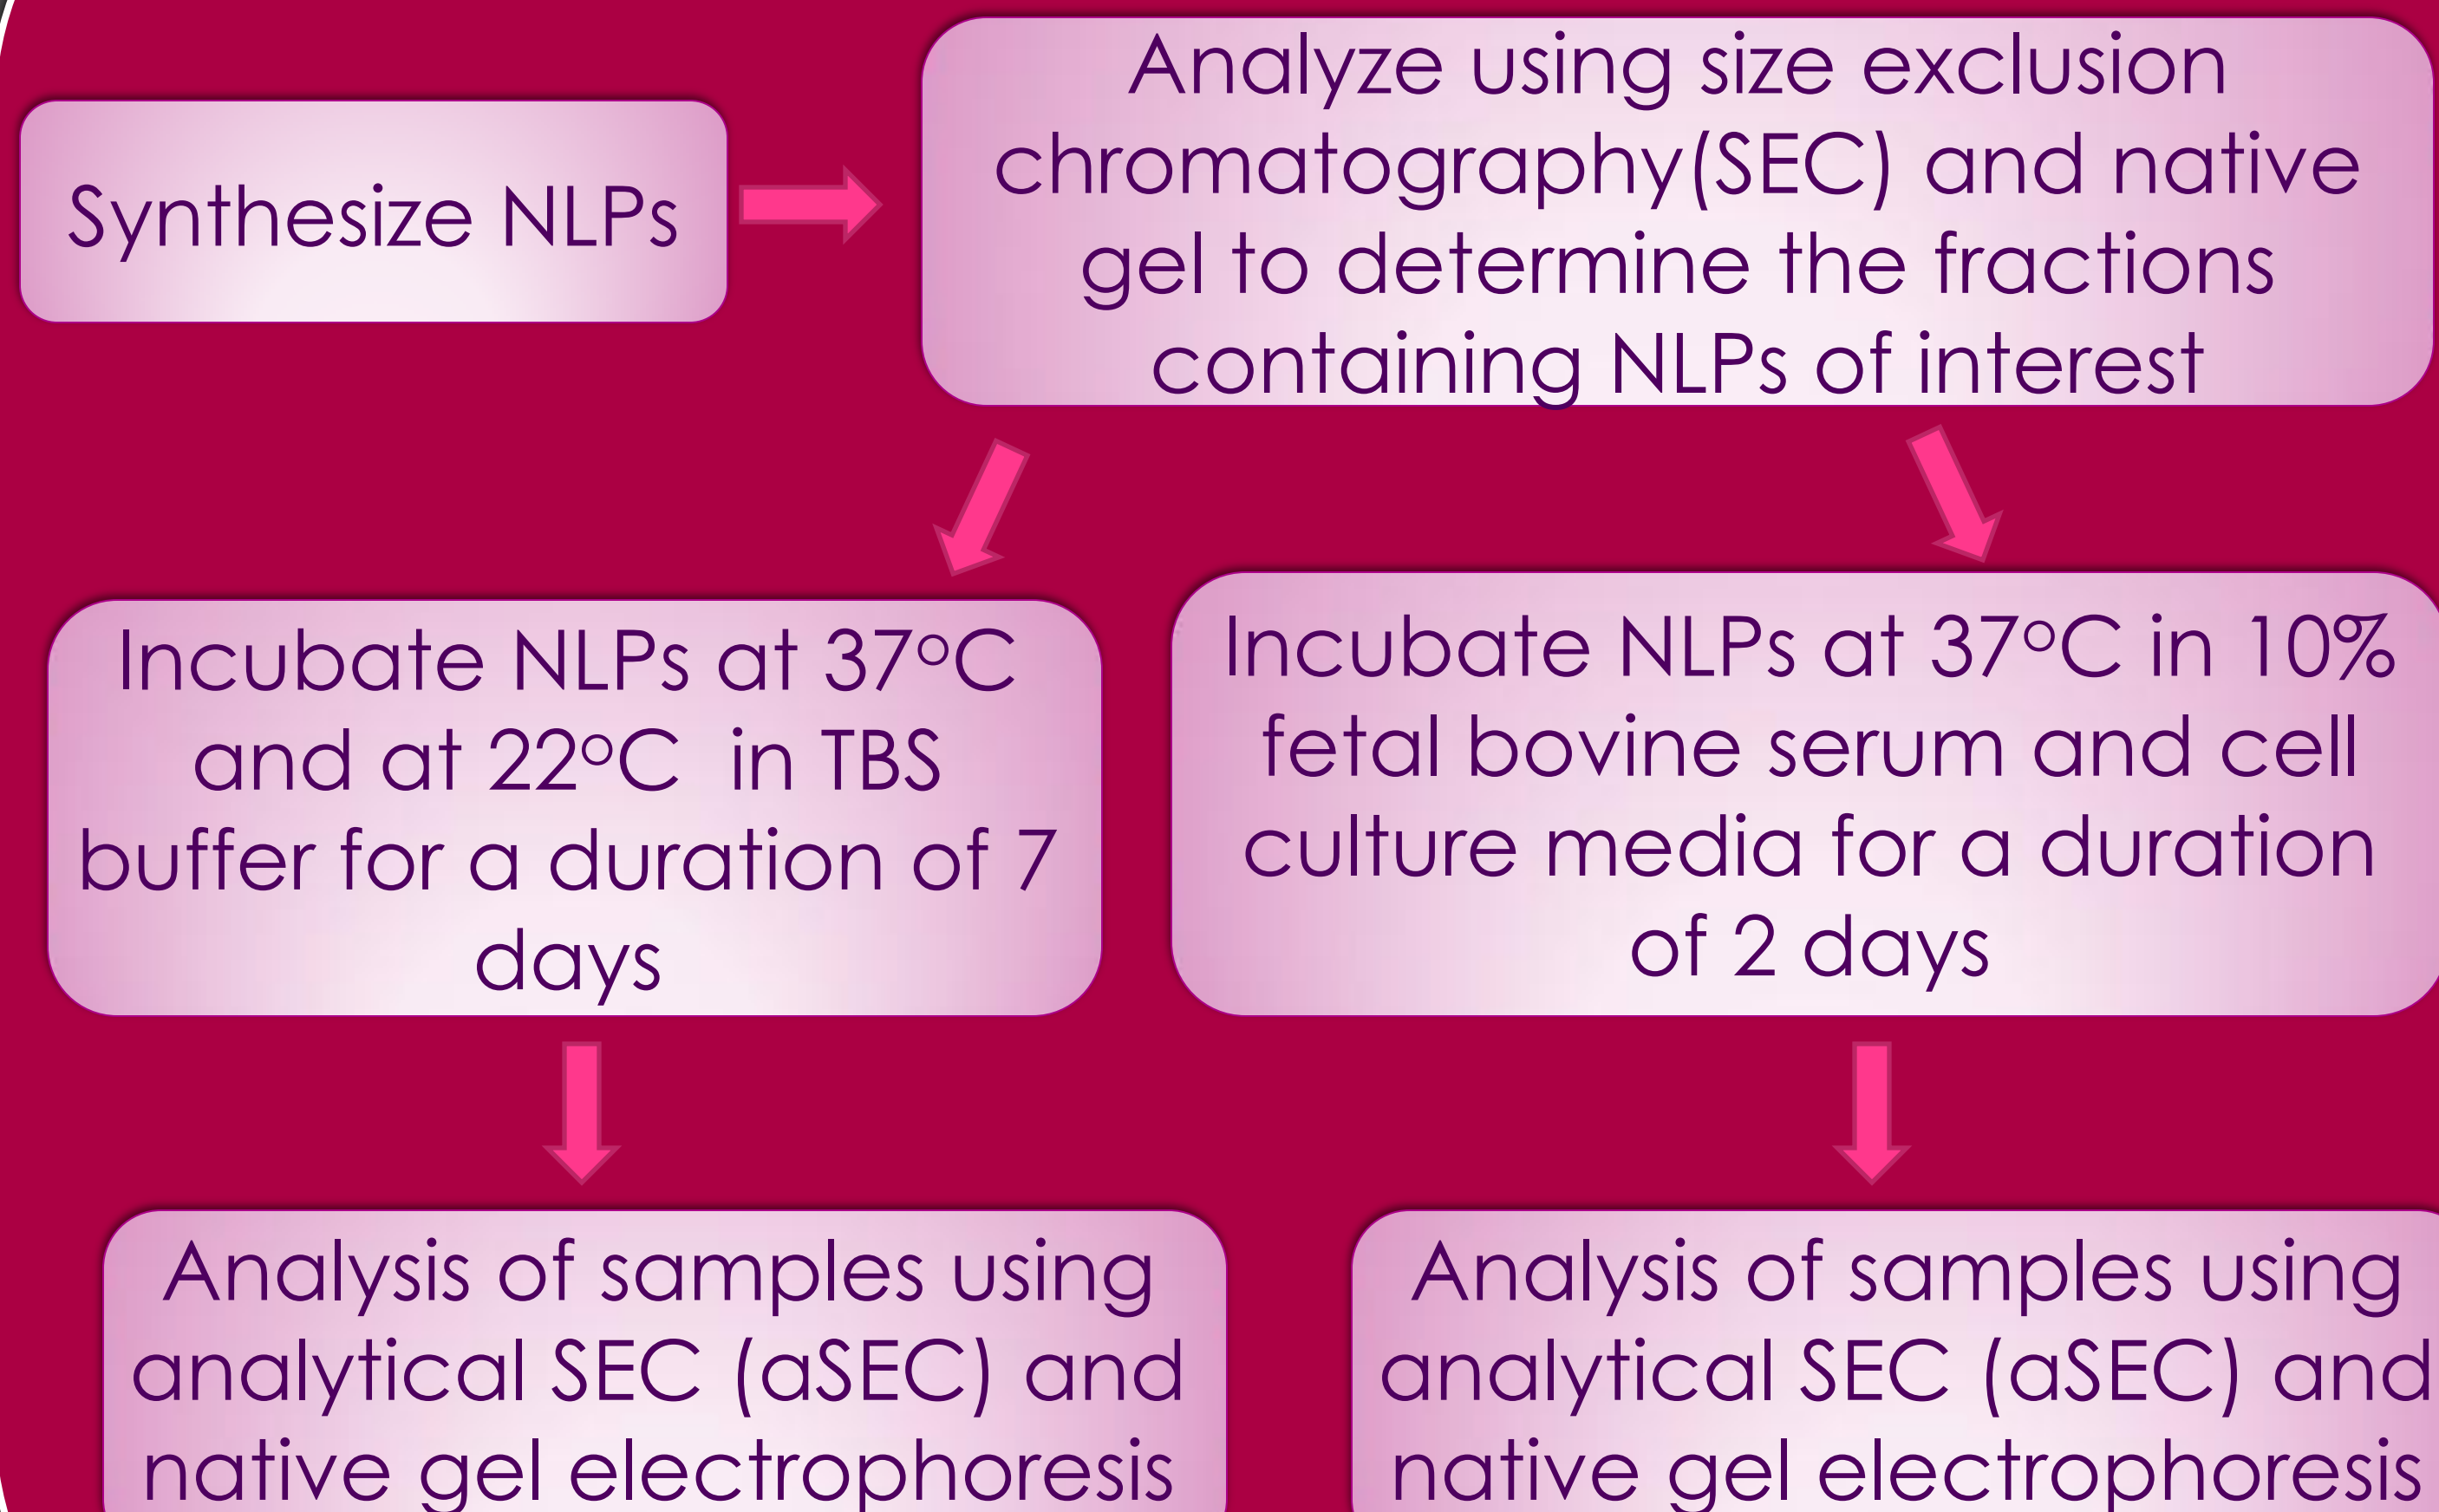 Synthesize NLPs
Analyze using size exclusion
chromatography(SEC) and native
gel to determine the fractions
containing NLPs of interest
Incubate NLPs at 37°C
and at 22°C  in TBS
buffer for a duration of 7
days
Incubate NLPs at 37°C in 10%
fetal bovine serum and cell
culture media for a duration
of 2 days
Analysis of samples using
analytical SEC (aSEC) and
native gel electrophoresis
Analysis of samples using
analytical SEC (aSEC) and
native gel electrophoresis